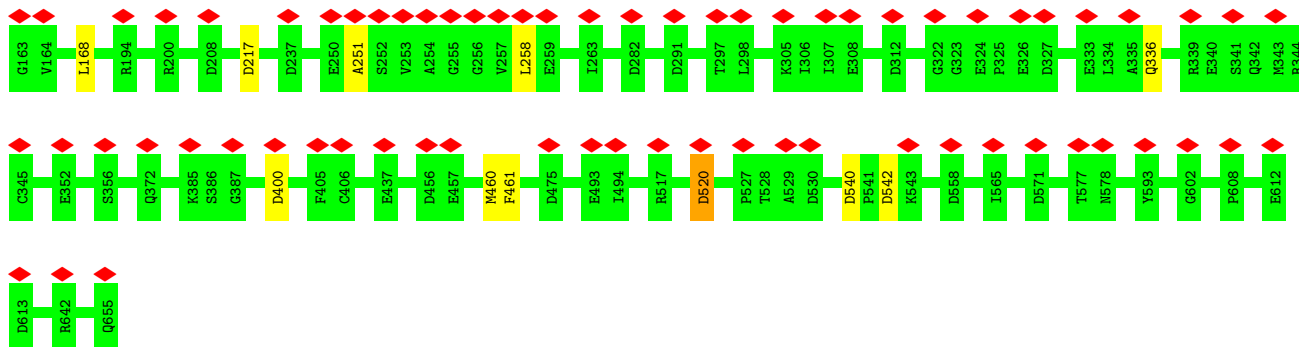 G163 V164 L168 R194 R200 D208 D217 D237 E250 A251 S252 V253 A254 G255 G256 V257 L258 E259 I263 D282 D291 T297 L298 K305 I306 I307 E308 D312 G322 G323 E324 P325 E326 D327 E333 L334 A335 Q336 R339 E340 S341 Q342 M343 R344
C345 E352 S356 Q372 K385 S386 G387 D400 F405 C406 E437 D456 E457 M460 F461 D475 E493 I494 R517 D520 P527 T528 A529 D530 D540 P541 D542 K543 D558 I565 D571 T577 N578 Y593 G602 P608 E612
D613 R642 Q655